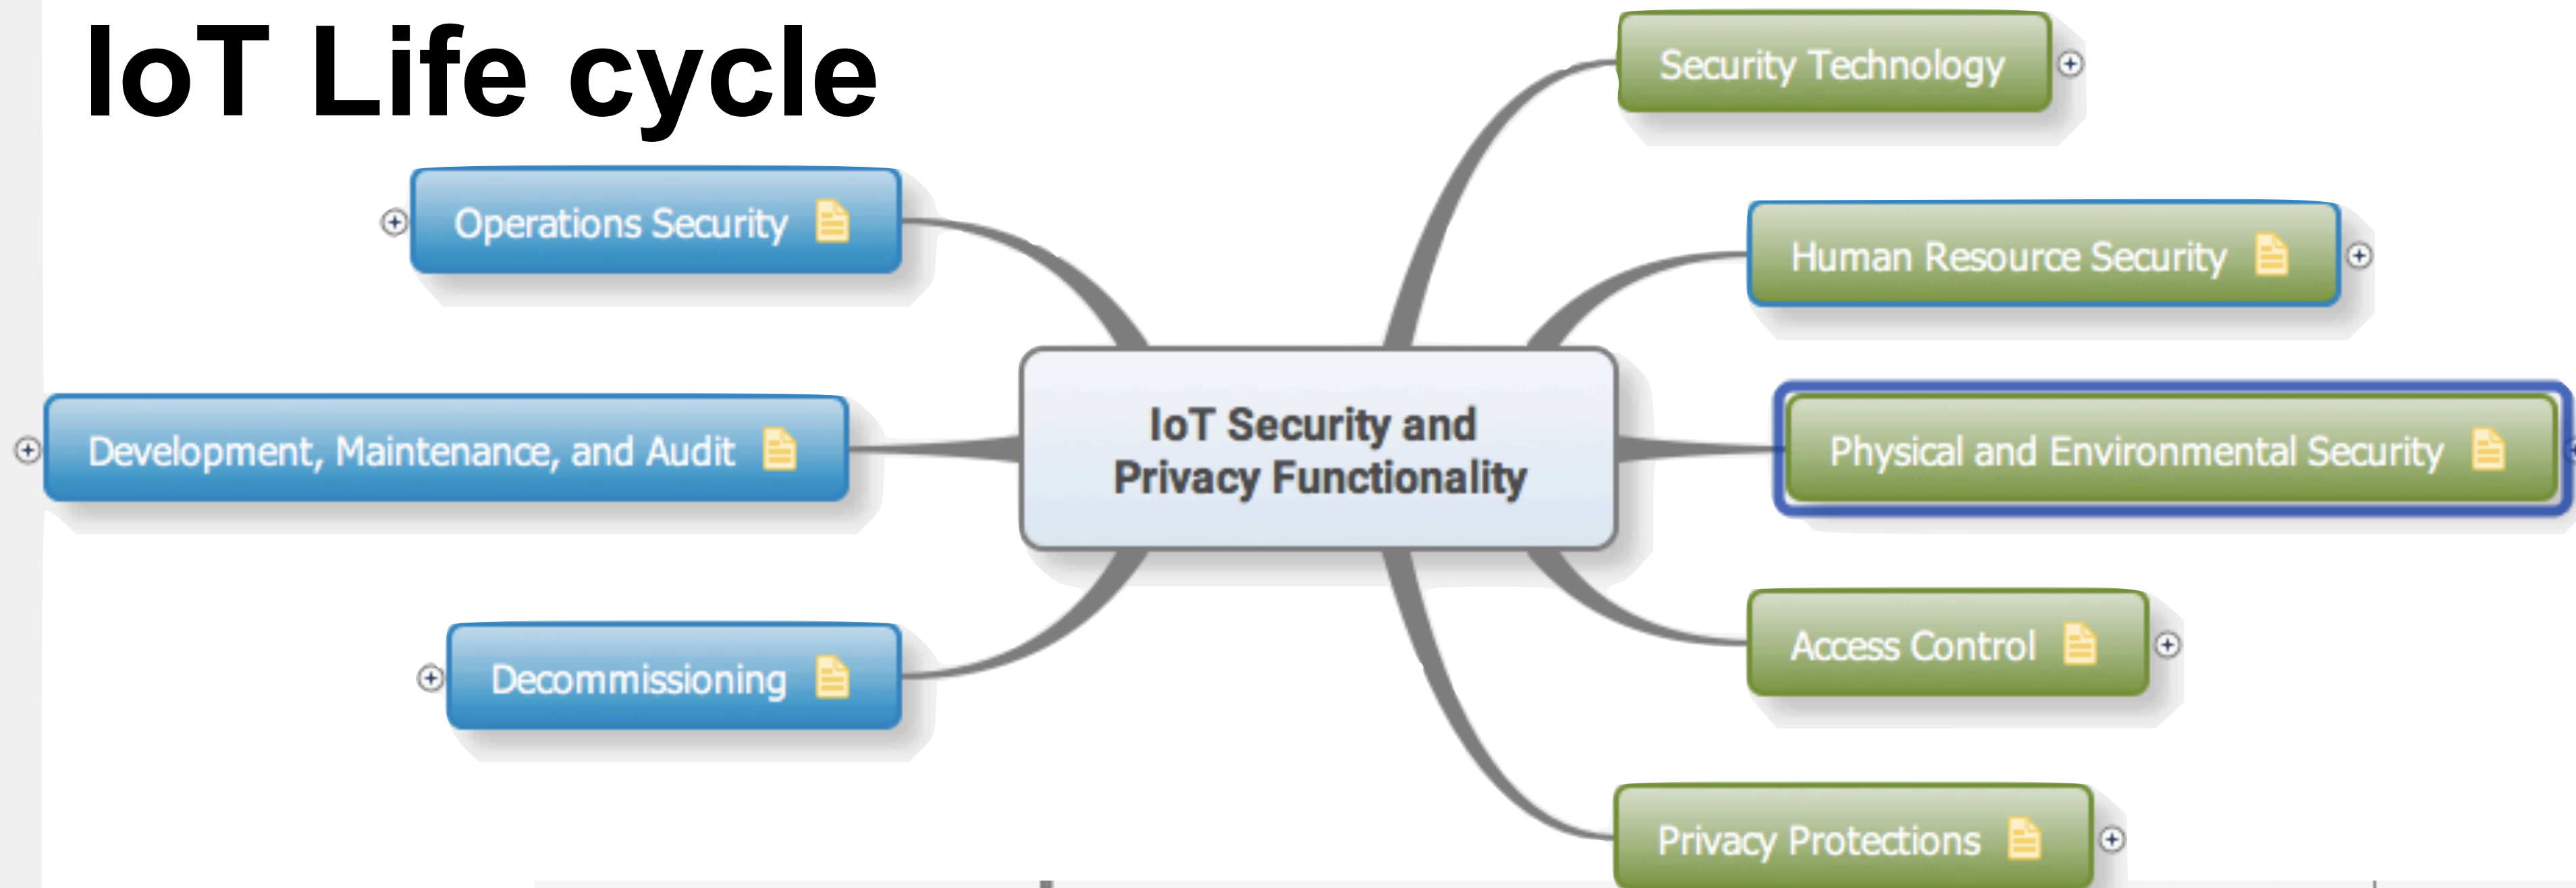 IoT Life cycle
Security Technology
Operations Security
Human Resource Security
IoT Security and
Privacy Functionality
Development, Maintenance, and Audit
Physical and Environmental Security
Access Control
Decommissioning
Privacy Protections